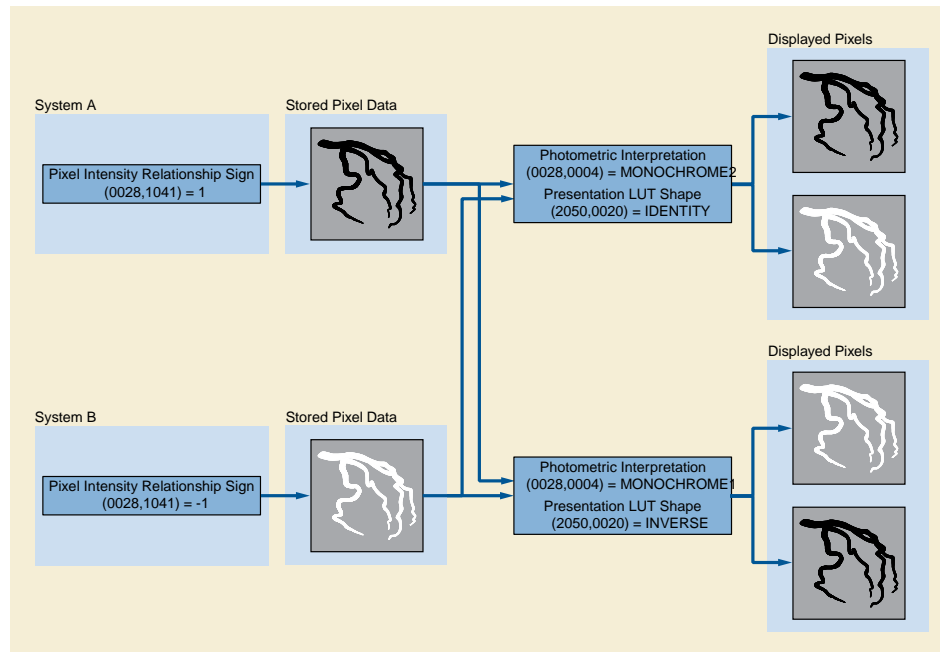 Displayed Pixels
System A
Stored Pixel Data
Pixel Intensity Relationship Sign
(0028,1041) = 1
Photometric Interpretation
(0028,0004) = MONOCHROME2
Presentation LUT Shape
(2050,0020) = IDENTITY
Displayed Pixels
System B
Stored Pixel Data
Pixel Intensity Relationship Sign
(0028,1041) = -1
Photometric Interpretation
(0028,0004) = MONOCHROME1
Presentation LUT Shape
(2050,0020) = INVERSE